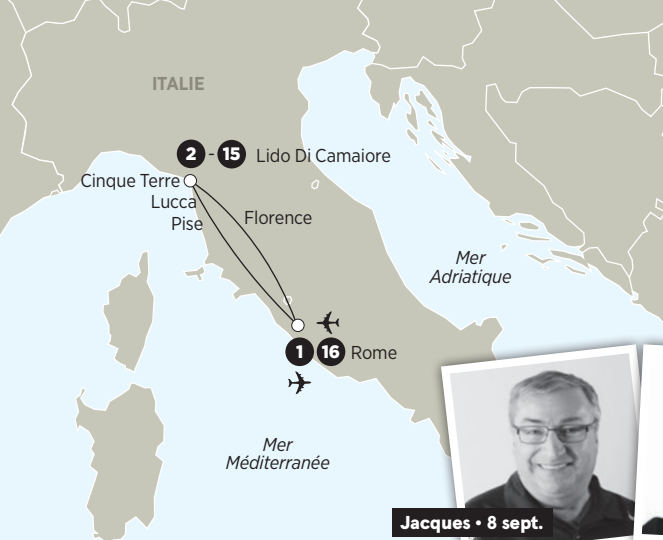 ITALIE
2 - 15 Lido Di Camaiore
Cinque Terre
Lucca
Pise
Florence
Mer
Adriatique
1 16 Rome
Mer
Méditerranée
Jacques • 8 sept.